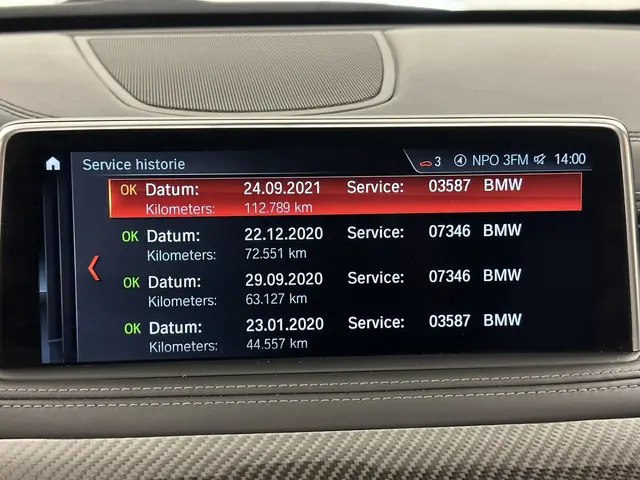 Service historie 3 NPO 3FM 14:00
OK Datum: 24.09.2021 Service: 03587 BMW
Kilometers: 112.789 km
OK Datum: 22.12.2020 Service: 07346 BMW
Kilometers: 72.551 km
OK Datum: 29.09.2020 Service: 07346 BMW
Kilometers: 63.127 km
OK Datum: 23.01.2020 Service: 03587 BMW
Kilometers: 44.557 km